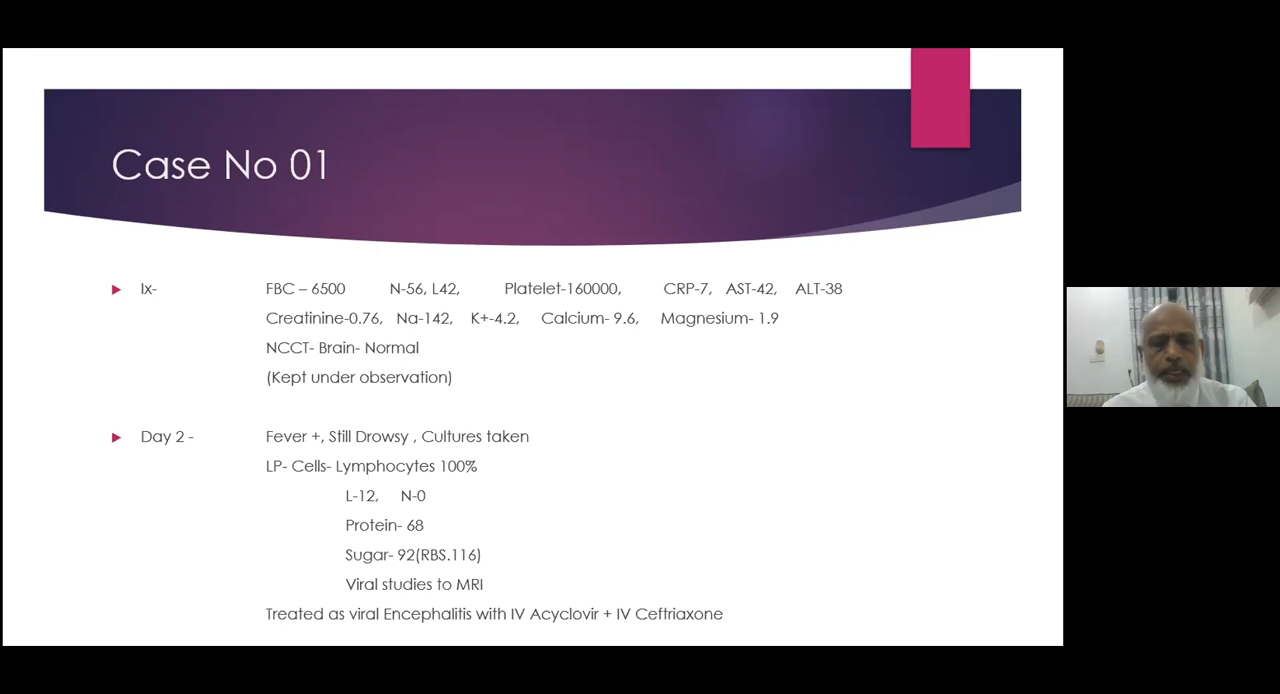 Case No 01
Ix- FBC – 6500 N-56, L42, Platelet-160000, CRP-7, AST-42, ALT-38
Creatinine-0.76, Na-142, K+-4.2, Calcium- 9.6, Magnesium- 1.9
NCCT- Brain- Normal
(Kept under observation)
Day 2 - Fever +, Still Drowsy , Cultures taken
LP- Cells- Lymphocytes 100%
L-12, N-0
Protein- 68
Sugar- 92(RBS.116)
Viral studies to MRI
Treated as viral Encephalitis with IV Acyclovir + IV Ceftriaxone